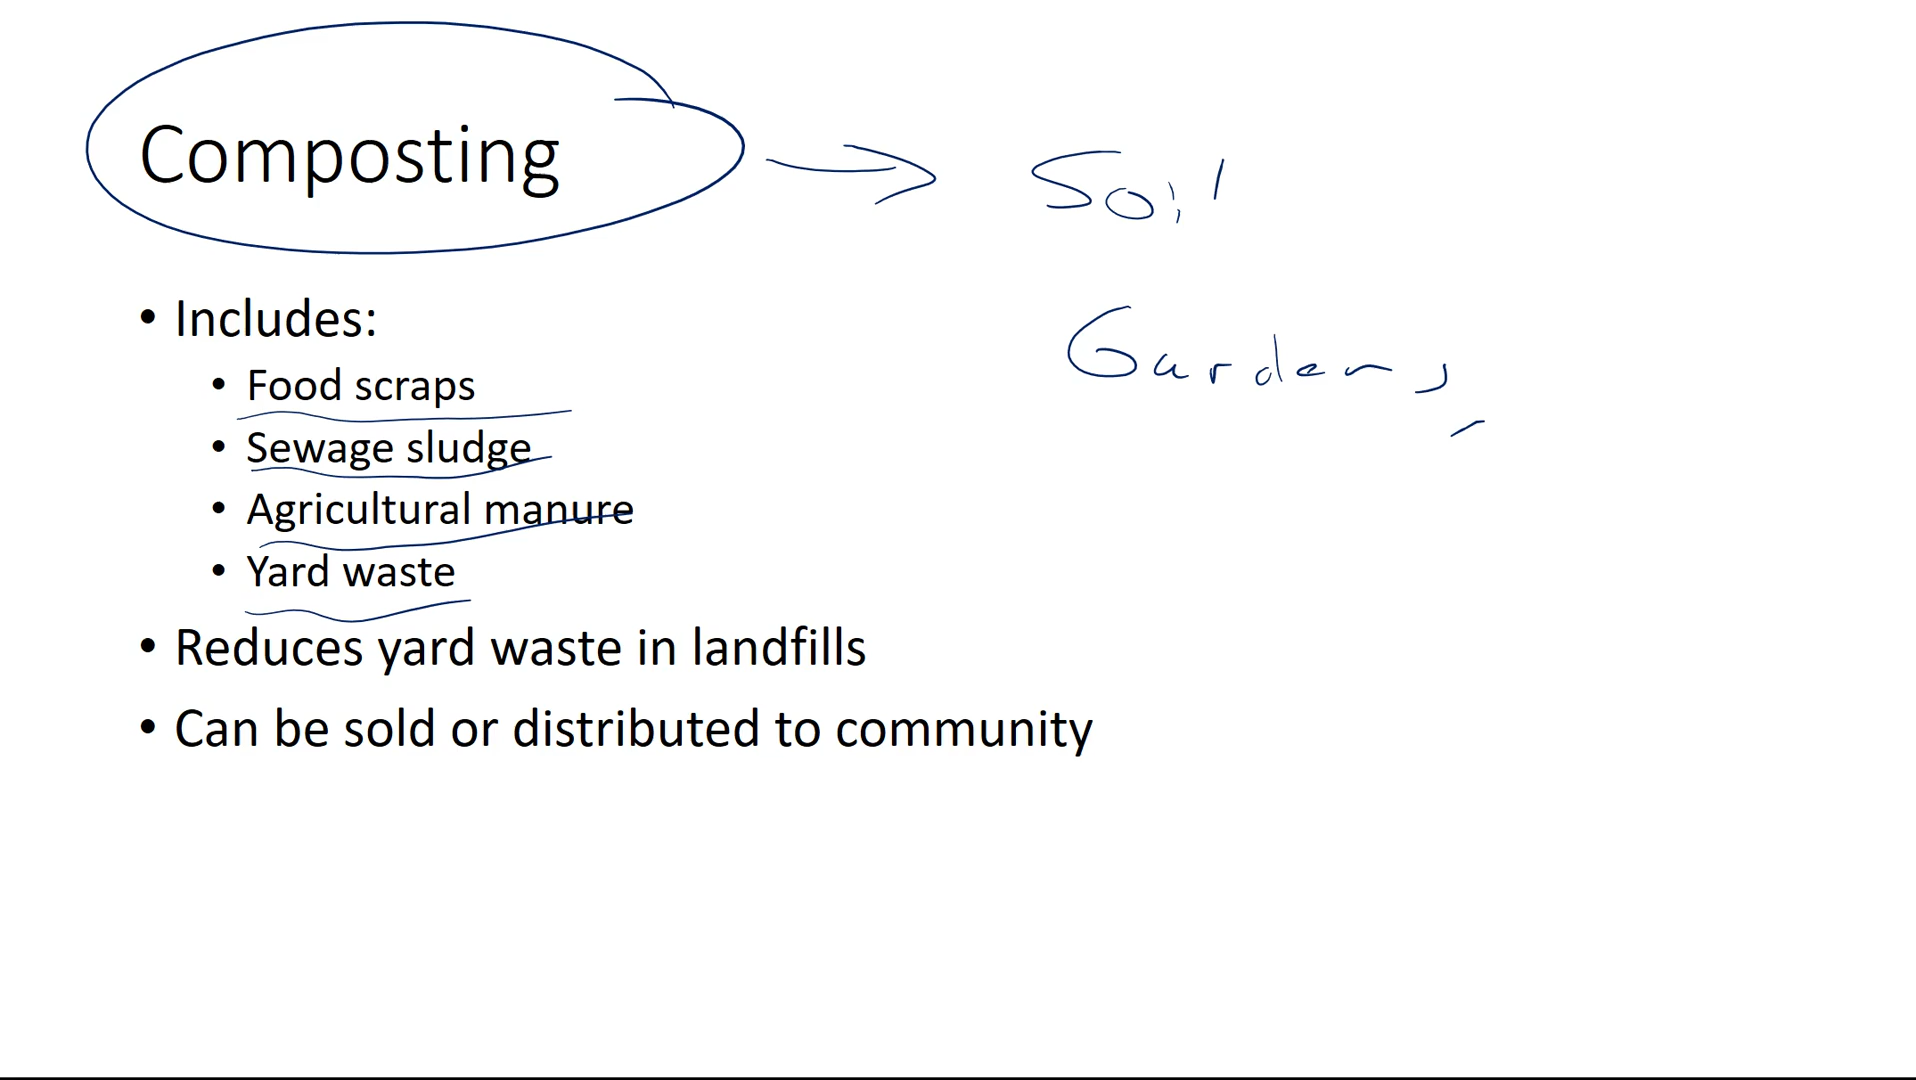 Composting → Soil
Gardens
• Includes:
• Food scraps
• Sewage sludge
• Agricultural manure
• Yard waste
• Reduces yard waste in landfills
• Can be sold or distributed to community